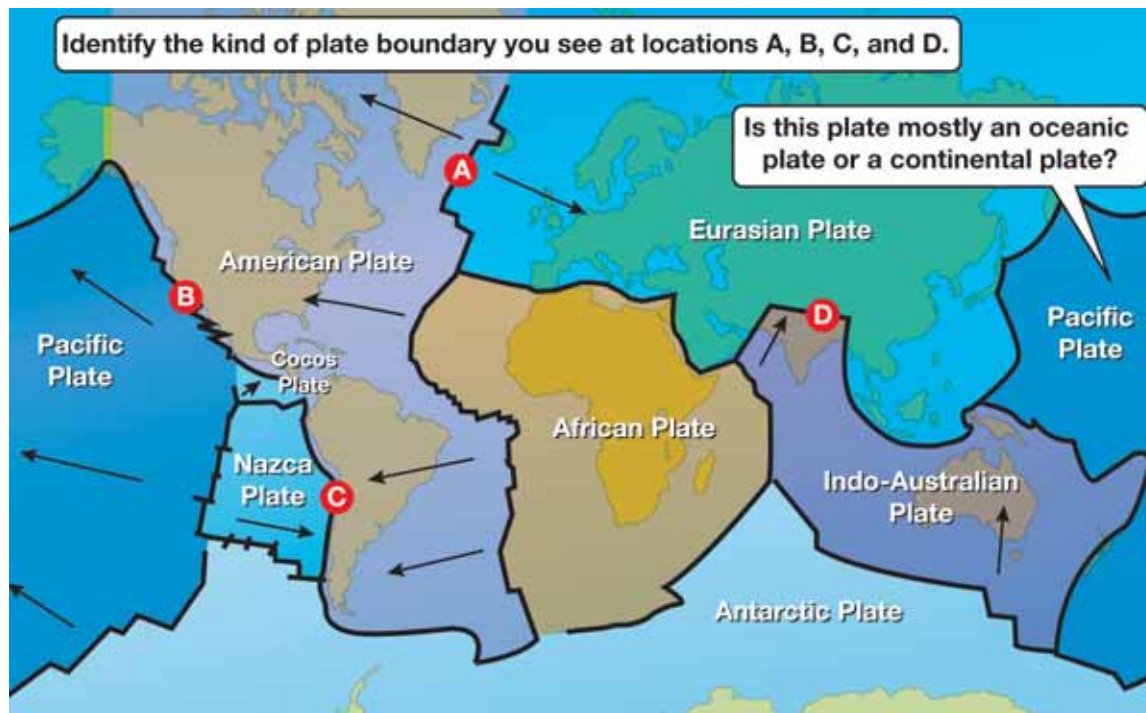 Identify the kind of plate boundary you see at locations A, B, C, and D.
Is this plate mostly an oceanic
plate or a continental plate?
A
Eurasian Plate
American Plate
B
D
Pacific
Plate
Pacific
Plate
Cocos
Plate
African Plate
Nazca
Plate
C
Indo-Australian
Plate
Antarctic Plate